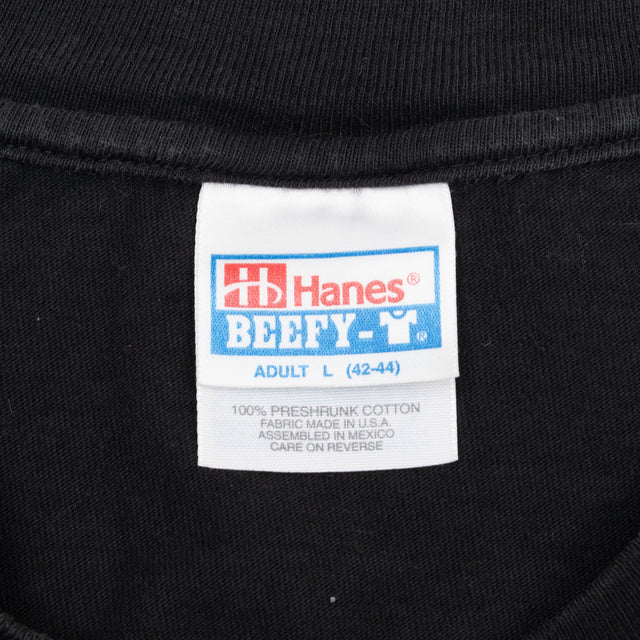 Hanes®
BEEFY-T®
ADULT L (42-44)
100% PRESHRUNK COTTON
FABRIC MADE IN U.S.A
ASSEMBLED IN MEXICO
CARE ON REVERSE